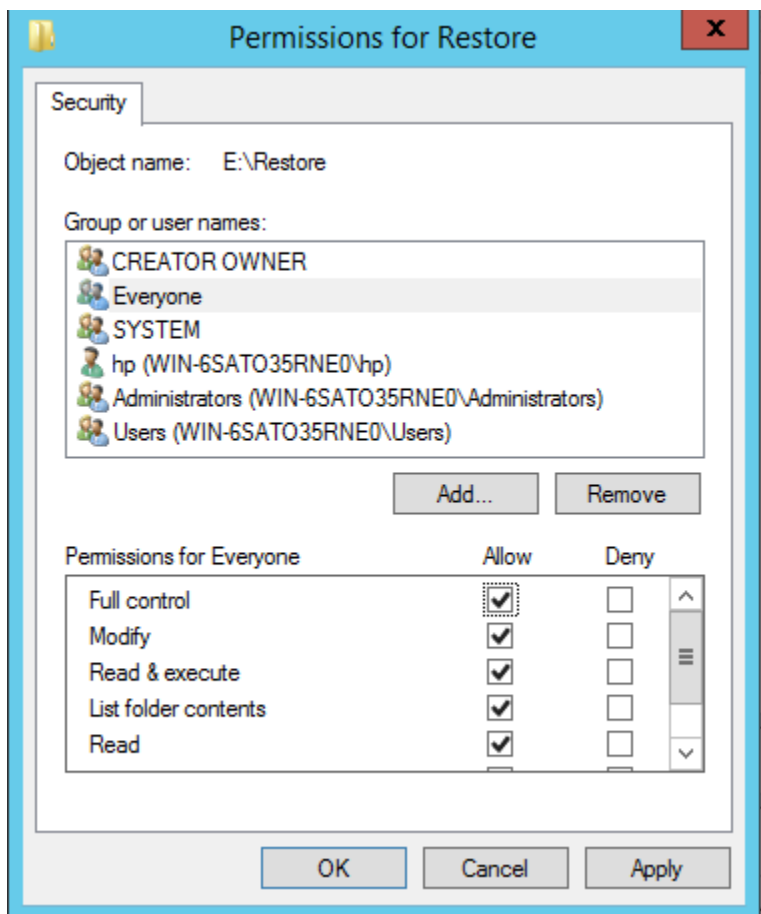 Permissions for Restore
x
Security
Object name: E:\Restore
Group or user names:
CREATOR OWNER
Everyone
SYSTEM
hp (WIN-6SATO35RNE0\hp)
Administrators (WIN-6SATO35RNE0\Administrators)
Users (WIN-6SATO35RNE0\Users)
Add... Remove
Permissions for Everyone Allow Deny
Full control
Modify
Read & execute
List folder contents
Read
OK Cancel Apply